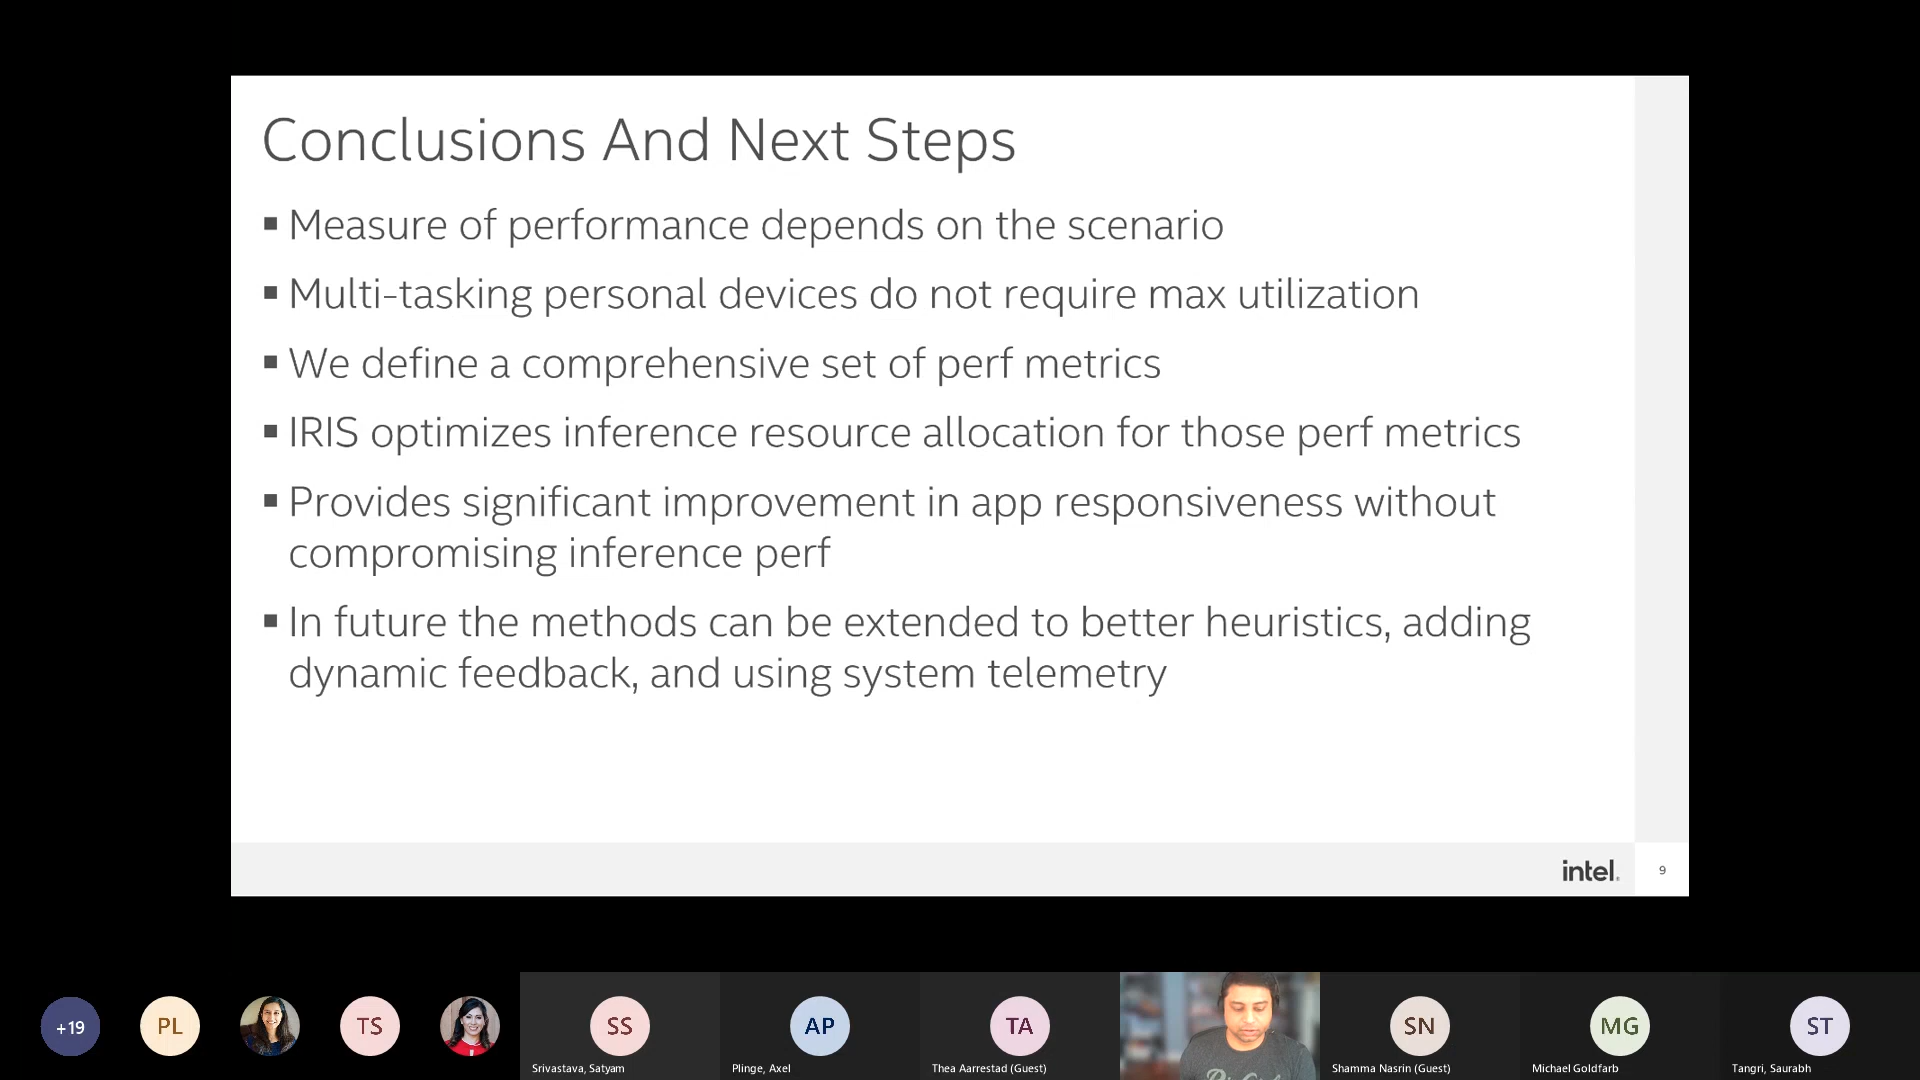 Conclusions And Next Steps
▪ Measure of performance depends on the scenario
▪ Multi-tasking personal devices do not require max utilization
▪ We define a comprehensive set of perf metrics
▪ IRIS optimizes inference resource allocation for those perf metrics
▪ Provides significant improvement in app responsiveness without
compromising inference perf
▪ In future the methods can be extended to better heuristics, adding
dynamic feedback, and using system telemetry
intel.
9
+19
PL
TS
SS
AP
TA
SN
MG
ST
Srivastava, Satyam
Plinge, Axel
Thea Aarrestad (Guest)
Shamma Nasrin (Guest)
Michael Goldfarb
Tangri, Saurabh